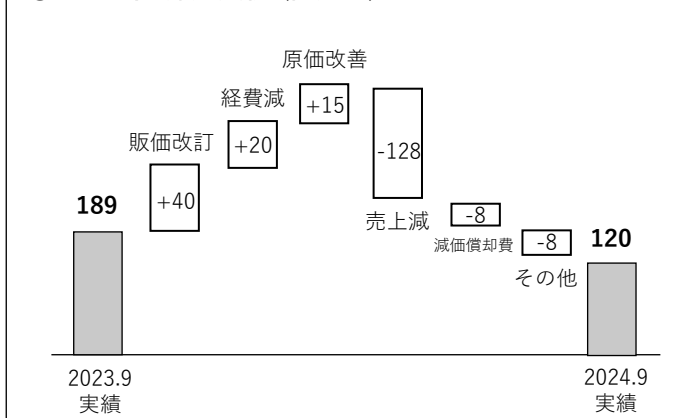 原価改善
+15
経費減
+20
販価改訂
+40
189
-128
売上減
-8
減価償却費
-8
その他
120
2023.9
実績
2024.9
実績